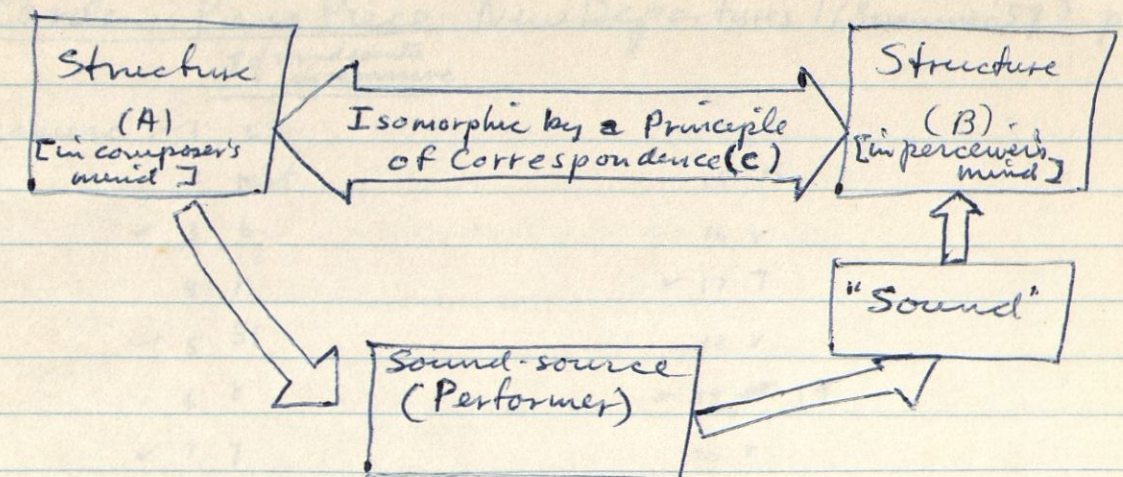 Structure
(A)
[in composer's
mind]
Isomorphic by a Principle
of Correspondence (c)
Structure
(B).
[in perceiver's
mind]
"Sound"
Sound-source
(Performer)